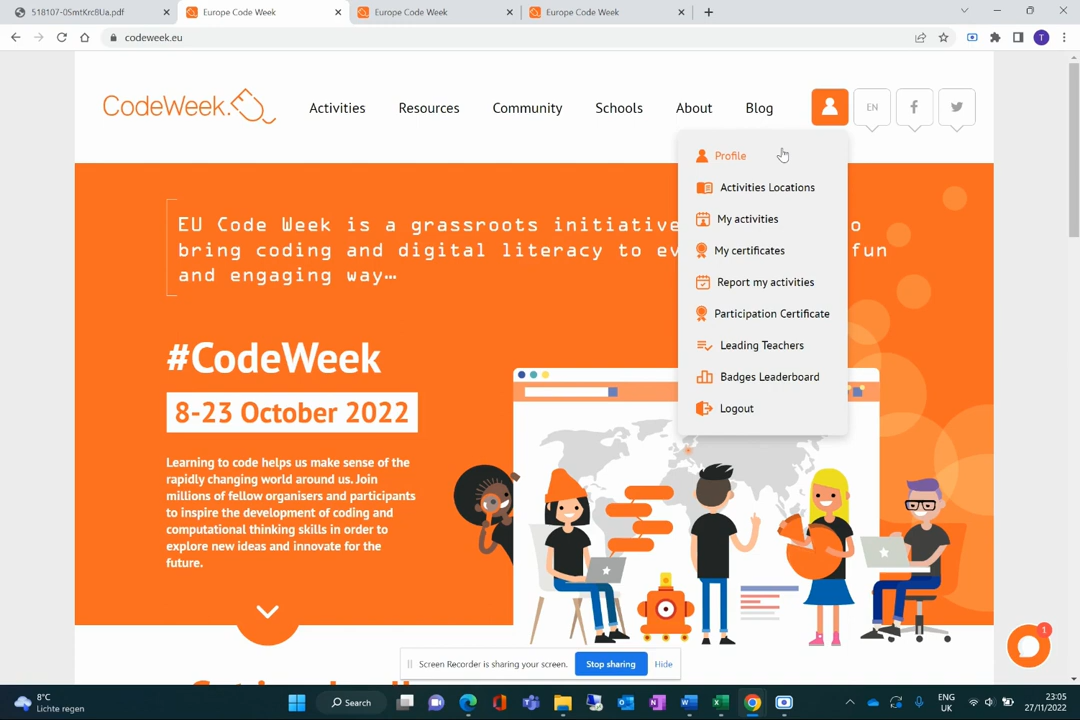 518107-0SmtKrc8Ua.pdf
Europe Code Week
Europe Code Week
Europe Code Week
codeweek.eu
T
CodeWeek.
Activities
Resources
Community
Schools
About
Blog
EN
Profile
Activities Locations
My activities
My certificates
Report my activities
Participation Certificate
Leading Teachers
Badges Leaderboard
Logout
EU Code Week is a grassroots initiative o
bring coding and digital literacy to ev fun
and engaging way…
#CodeWeek
8-23 October 2022
Learning to code helps us make sense of the
rapidly changing world around us. Join
millions of fellow organisers and participants
to inspire the development of coding and
computational thinking skills in order to
explore new ideas and innovate for the
future.
1
Screen Recorder is sharing your screen.
Stop sharing
Hide
8°C
Lichte regen
Search
ENG
UK
23:05
27/11/2022